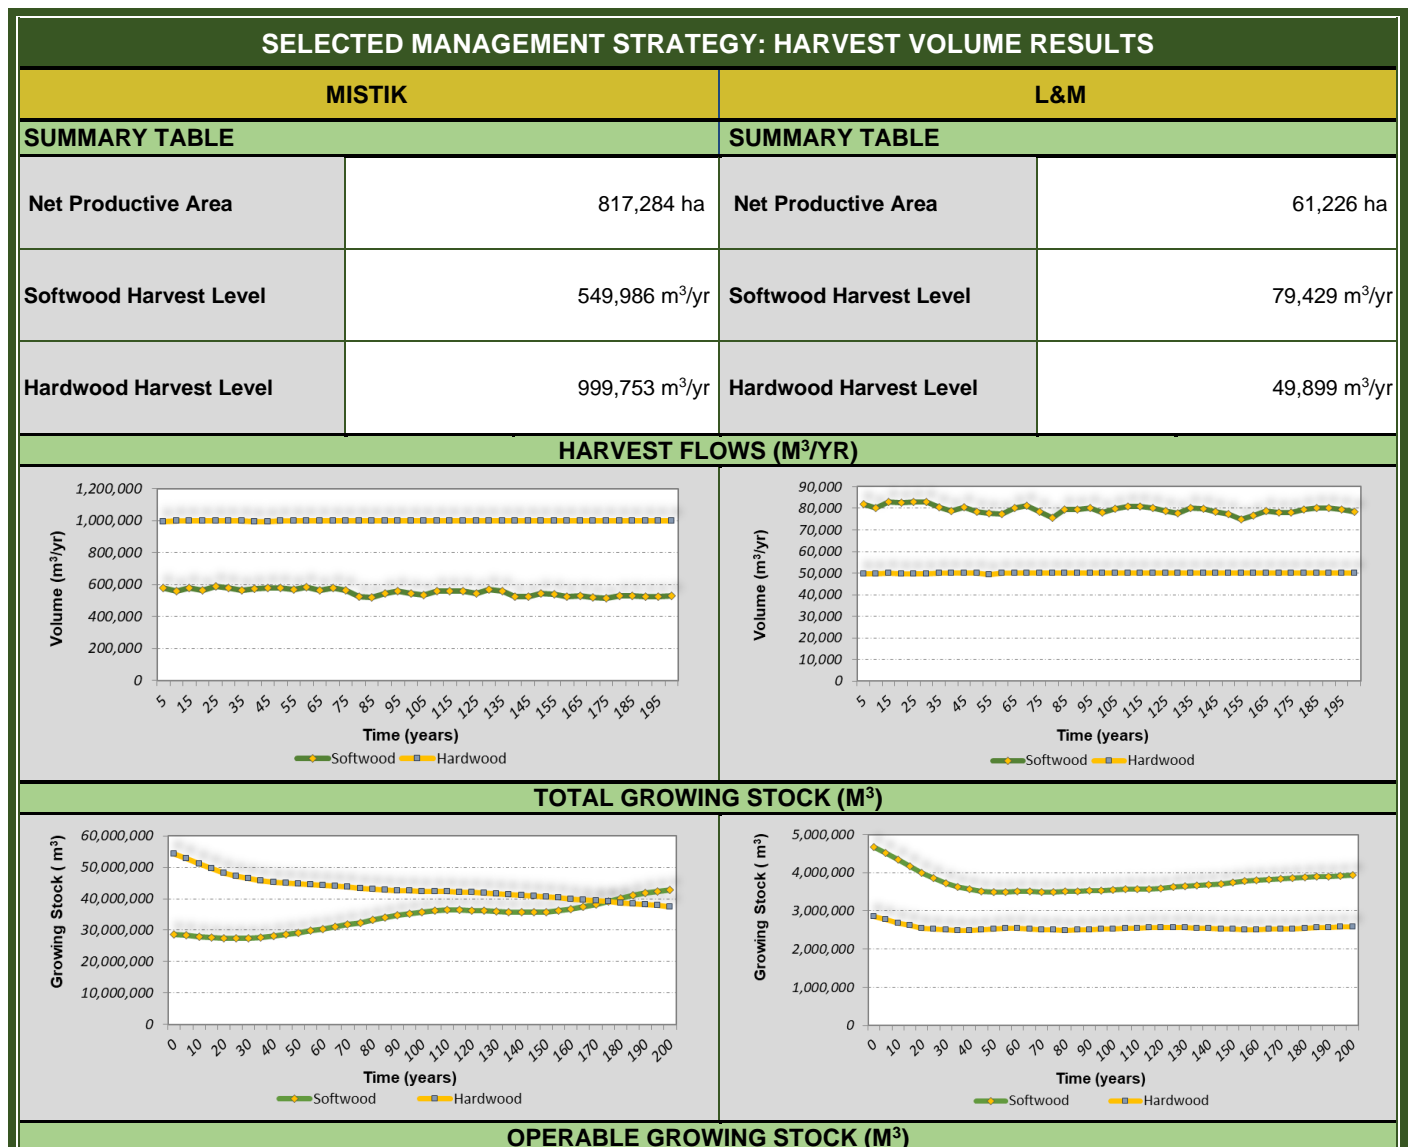 SELECTED MANAGEMENT STRATEGY: HARVEST VOLUME RESULTS
MISTIK
L&M
SUMMARY TABLE
SUMMARY TABLE
Net Productive Area
817,284 ha
Net Productive Area
61,226 ha
Softwood Harvest Level
549,986 m³/yr
Softwood Harvest Level
79,429 m³/yr
Hardwood Harvest Level
999,753 m³/yr
Hardwood Harvest Level
49,899 m³/yr
HARVEST FLOWS (M³/YR)
Volume (m³/yr)
1,200,000
1,000,000
800,000
600,000
400,000
200,000
0
5 15 25 35 45 55 65 75 85 95 105 115 125 135 145 155 165 175 185 195
Time (years)
Softwood Hardwood
Volume (m³/yr)
90,000
80,000
70,000
60,000
50,000
40,000
30,000
20,000
10,000
0
5 15 25 35 45 55 65 75 85 95 105 115 125 135 145 155 165 175 185 195
Time (years)
Softwood Hardwood
TOTAL GROWING STOCK (M³)
Growing Stock ( m³)
60,000,000
50,000,000
40,000,000
30,000,000
20,000,000
10,000,000
0
0 10 20 30 40 50 60 70 80 90 100 110 120 130 140 150 160 170 180 190 200
Time (years)
Softwood Hardwood
Growing Stock ( m³)
5,000,000
4,000,000
3,000,000
2,000,000
1,000,000
0
0 10 20 30 40 50 60 70 80 90 100 110 120 130 140 150 160 170 180 190 200
Time (years)
Softwood Hardwood
OPERABLE GROWING STOCK (M³)